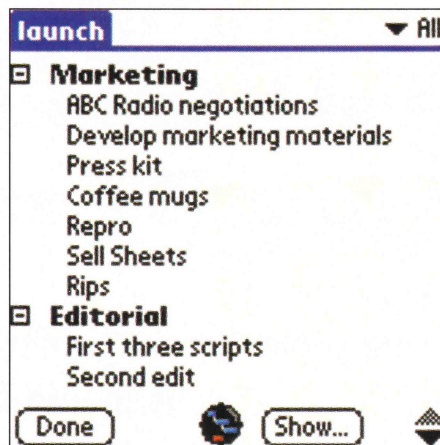 launch All
Marketing
ABC Radio negotiations
Develop marketing materials
Press kit
Coffee mugs
Repro
Sell Sheets
Rips
Editorial
First three scripts
Second edit
Done Show...